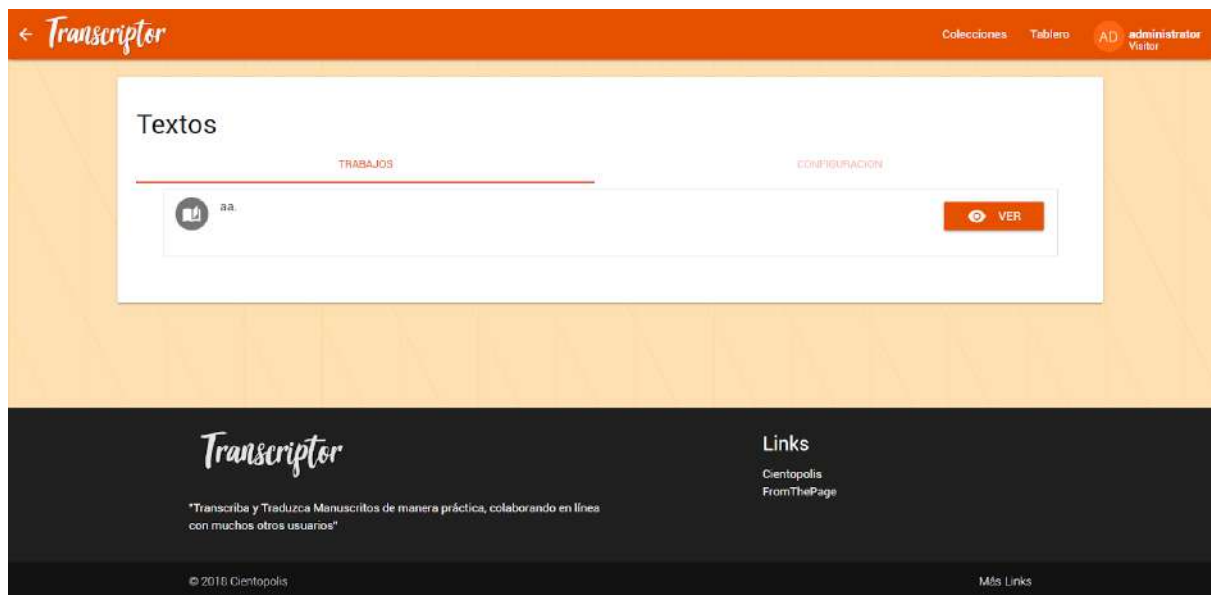 Transcriptor
Colecciones Tablero AD administrator
Visitor
Textos
TRABAJOS CONFIGURACION
aa.
VER
Transcriptor
Links
Cientopolis
FromThePage
"Transcriba y Traduzca Manuscritos de manera práctica, colaborando en línea
con muchos otros usuarios"
© 2018 Cientopolis Más Links